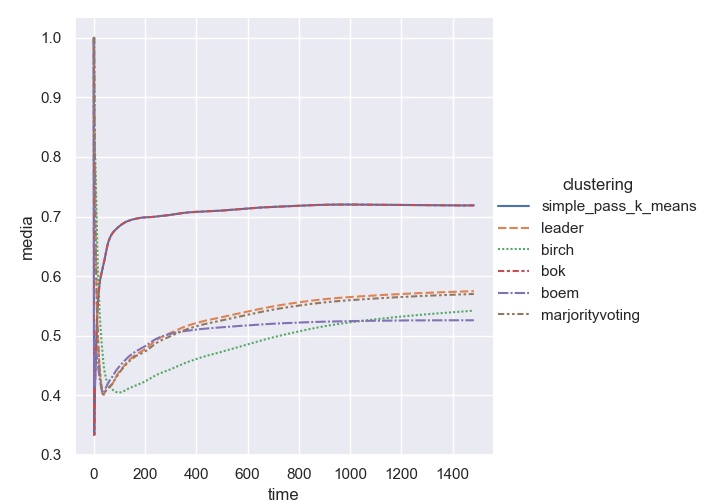 1.0
0.9
0.8
0.7
0.6
0.5
0.4
0.3
media
0
200
400
600
800
1000
1200
1400
time
clustering
simple_pass_k_means
leader
birch
bok
boem
marjorityvoting